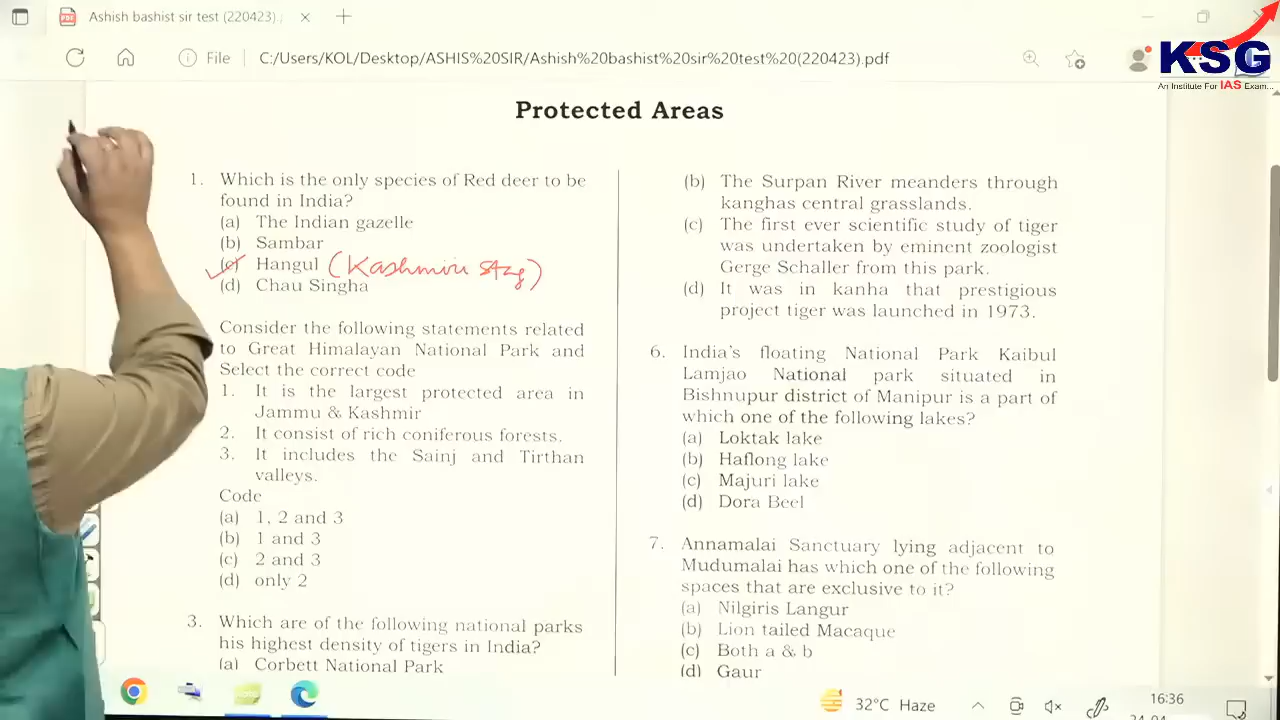 Ashish bashist sir test (220423).
File
C:/Users/KOL/Desktop/ASHIS%20SIR/Ashish%20bashist%20sir%20test%20(220423).pdf
KSG
An Institute For IAS Exam...
Protected Areas
1. Which is the only species of Red deer to be
found in India?
(a) The Indian gazelle
(b) Sambar
(c) Hangul (Kashmiri Stag)
(d) Chau Singha
Consider the following statements related
to Great Himalayan National Park and
Select the correct code
1. It is the largest protected area in
Jammu & Kashmir
2. It consist of rich coniferous forests.
3. It includes the Sainj and Tirthan
valleys.
Code
(a) 1, 2 and 3
(b) 1 and 3
(c) 2 and 3
(d) only 2
3. Which are of the following national parks
his highest density of tigers in India?
(a) Corbett National Park
(b) The Surpan River meanders through
kanghas central grasslands.
(c) The first ever scientific study of tiger
was undertaken by eminent zoologist
Gerge Schaller from this park.
(d) It was in kanha that prestigious
project tiger was launched in 1973.
6. India's floating National Park Kaibul
Lamjao National park situated in
Bishnupur district of Manipur is a part of
which one of the following lakes?
(a) Loktak lake
(b) Haflong lake
(c) Majuri lake
(d) Dora Beel
7. Annamalai Sanctuary lying adjacent to
Mudumalai has which one of the following
spaces that are exclusive to it?
(a) Nilgiris Langur
(b) Lion tailed Macaque
(c) Both a & b
(d) Gaur
32°C Haze
16:36